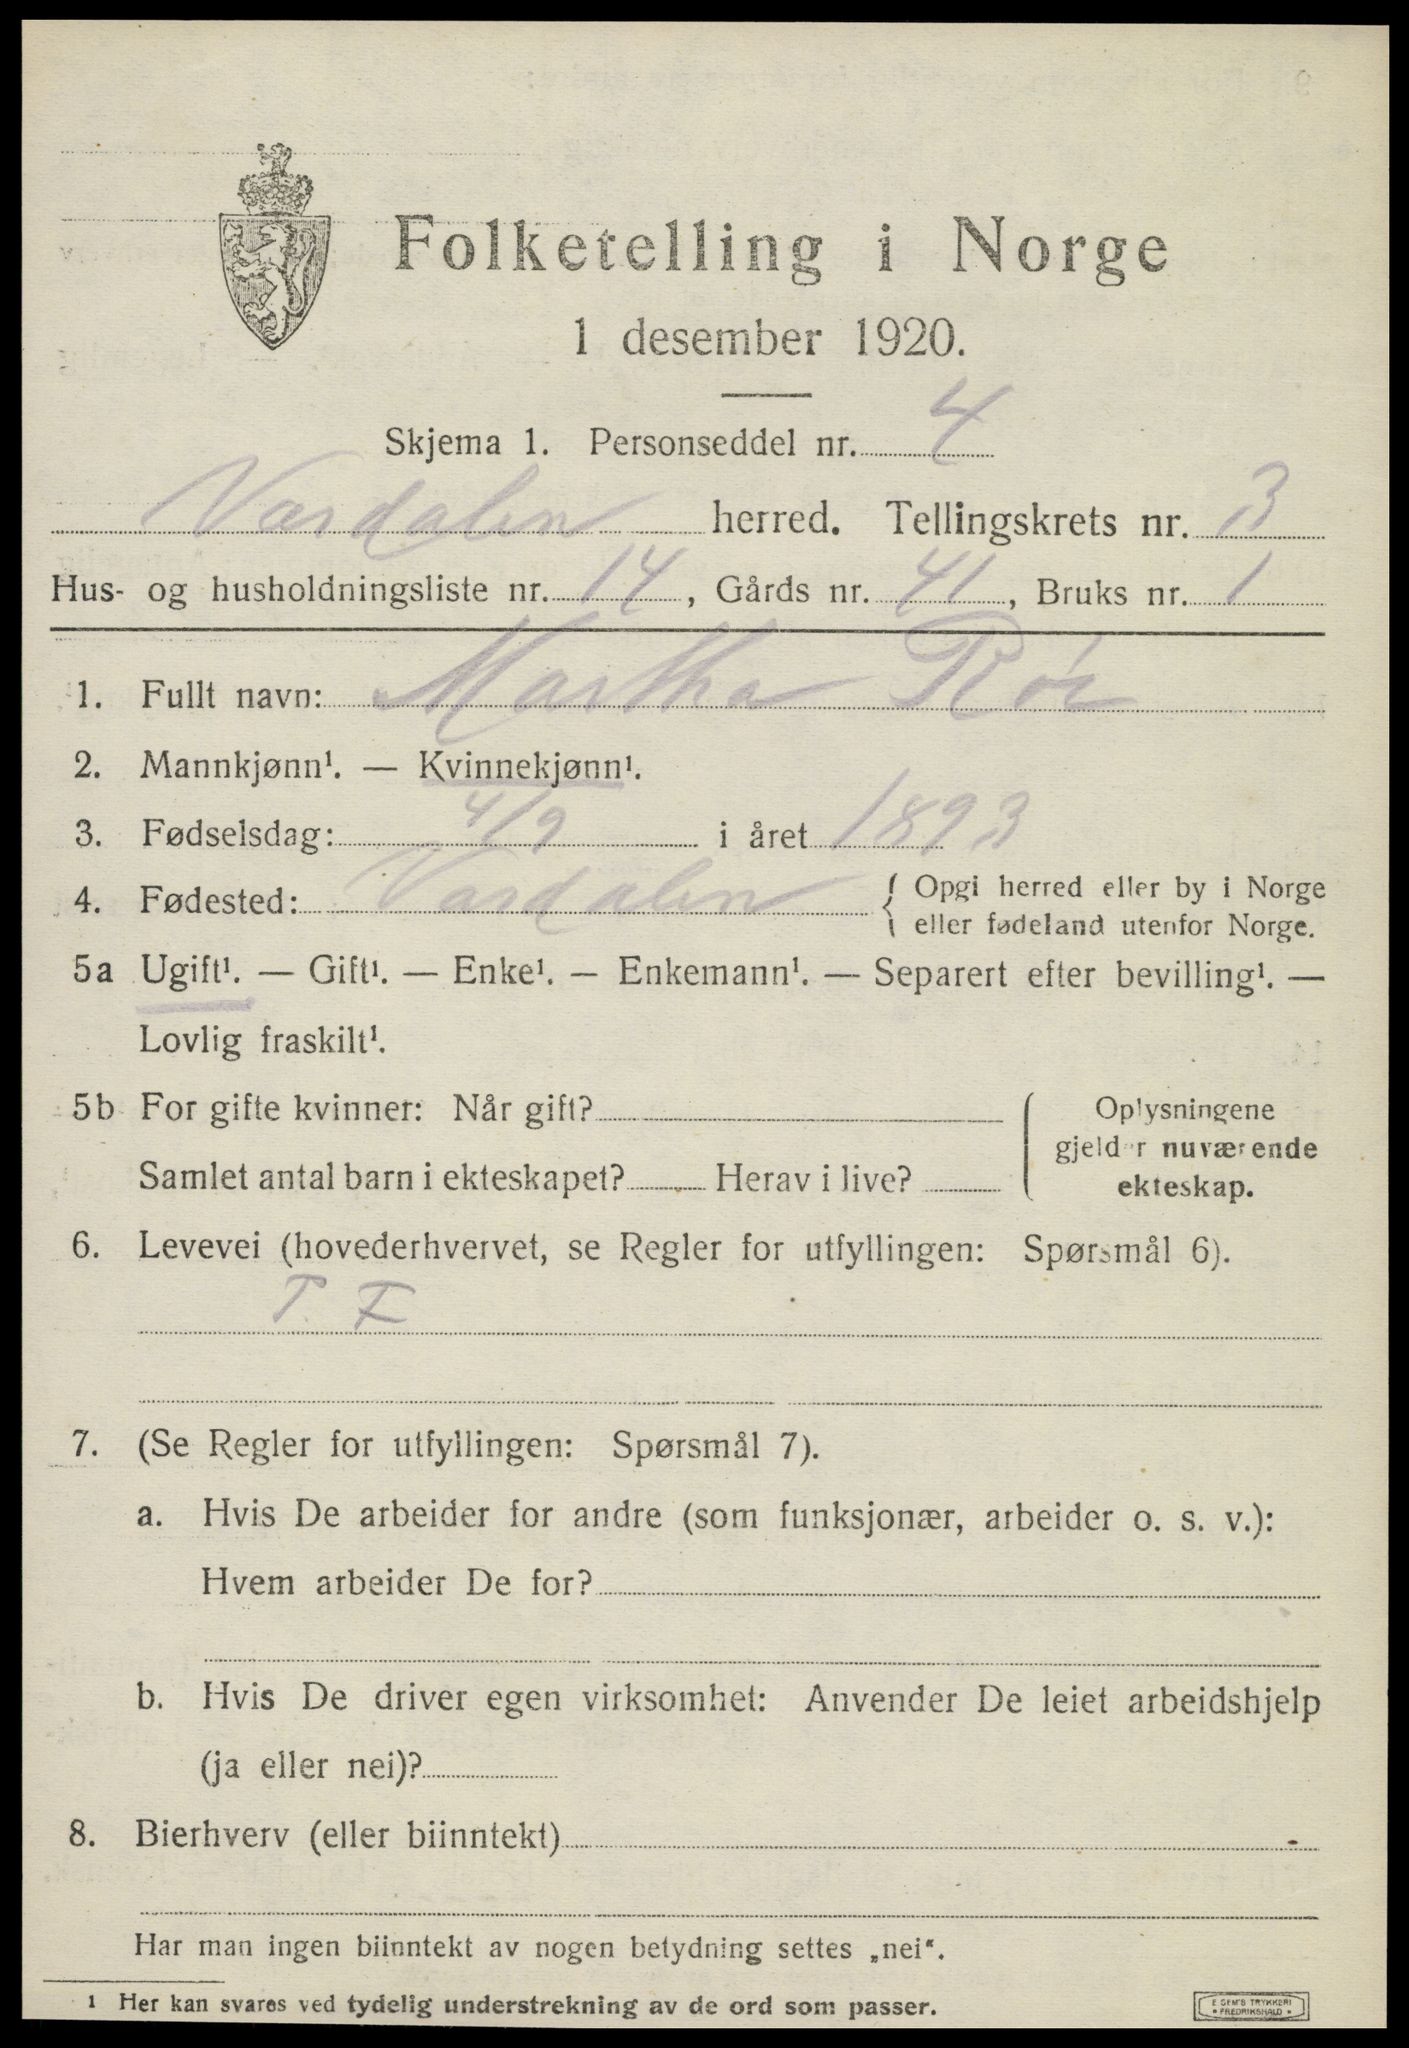 Folketelling i Norge
1 desember 1920.
Skjema 1. Personseddel nr. 4
Værdalen herred. Tellingskrets nr. 3
Hus- og husholdningsliste nr. 14, Gårds nr. 41, Bruks nr. 1
1. Fullt navn: Martha Rör
2. Mannkjønn¹. — Kvinnekjønn¹.
3. Fødselsdag: 4/9 i året 1893
4. Fødested: Værdalen { Opgi herred eller by i Norge
eller fødeland utenfor Norge.
5a Ugift¹. — Gift¹. — Enke¹. — Enkemann¹. — Separert efter bevilling¹. —
Lovlig fraskilt¹.
5b For gifte kvinner: Når gift?
Samlet antal barn i ekteskapet? Herav i live?
Oplysningene
gjelder nuværende
ekteskap.
6. Levevei (hovederhvervet, se Regler for utfyllingen: Spørsmål 6).
T. F
7. (Se Regler for utfyllingen: Spørsmål 7).
a. Hvis De arbeider for andre (som funksjonær, arbeider o. s. v.):
Hvem arbeider De for?
b. Hvis De driver egen virksomhet: Anvender De leiet arbeidshjelp
(ja eller nei)?
8. Bierhverv (eller biinntekt)
Har man ingen biinntekt av nogen betydning settes „nei“.
1 Her kan svares ved tydelig understrekning av de ord som passer.
E SEM'S TRYKKERI
• FREDRIKSHALD •